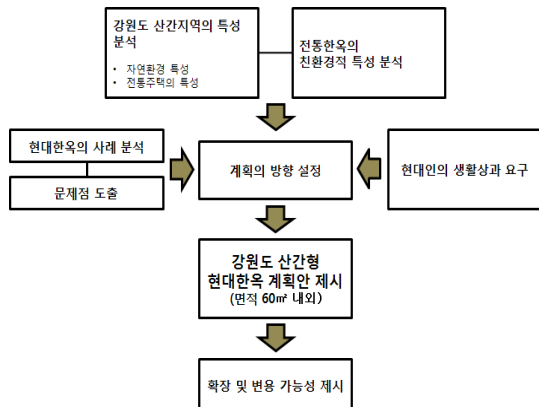 강원도 산간지역의 특성
분석
• 자연환경 특성
• 전통주택의 특성
전통한옥의
친환경적 특성 분석
현대한옥의 사례 분석
문제점 도출
계획의 방향 설정
현대인의 생활상과 요구
강원도 산간형
현대한옥 계획안 제시
(면적 60㎡ 내외)
확장 및 변용 가능성 제시